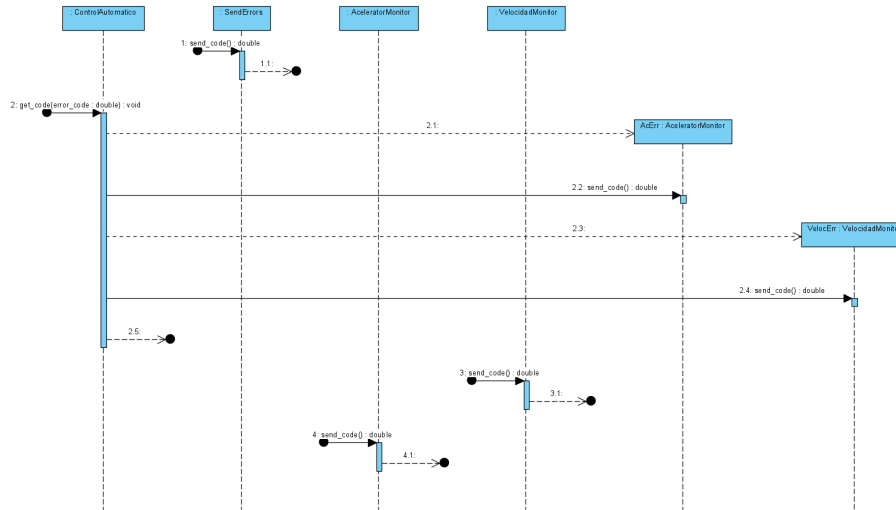 : ControlAutomatico
: SendErrors
: AceleratorMonitor
: VelocidadMonitor
1: send_code() : double
1.1:
2: get_code(error_code : double) : void
2.1:
AcErr : AceleratorMonitor
2.2: send_code() : double
2.3:
VelocErr : VelocidadMonito
2.4: send_code() : double
2.5:
3: send_code() : double
3.1:
4: send_code() : double
4.1: